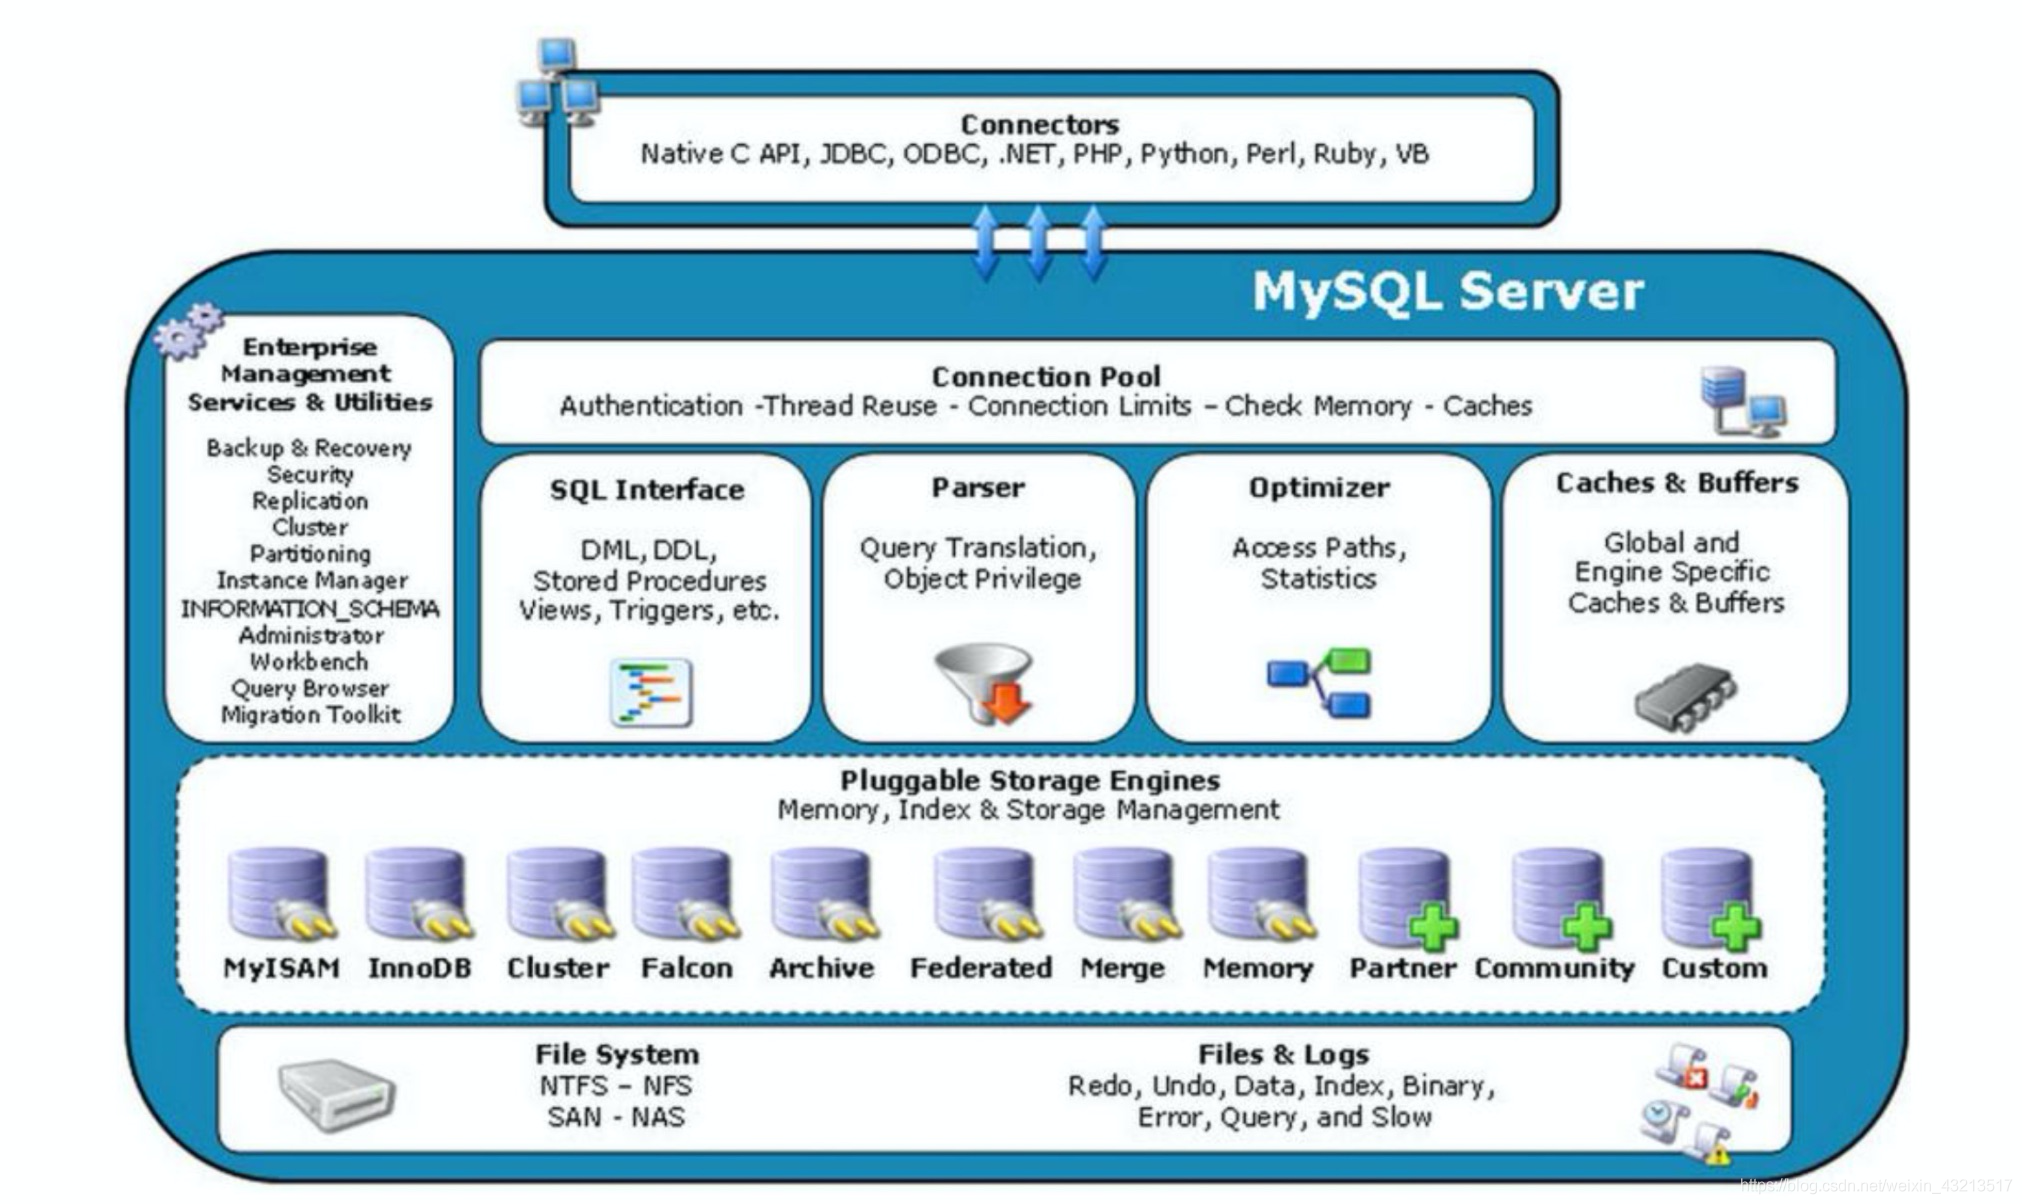 Connectors
Native C API, JDBC, ODBC, .NET, PHP, Python, Perl, Ruby, VB
MySQL Server
Enterprise
Management
Services & Utilities
Backup & Recovery
Security
Replication
Cluster
Partitioning
Instance Manager
INFORMATION_SCHEMA
Administrator
Workbench
Query Browser
Migration Toolkit
Connection Pool
Authentication -Thread Reuse - Connection Limits – Check Memory - Caches
SQL Interface
DML, DDL,
Stored Procedures
Views, Triggers, etc.
Parser
Query Translation,
Object Privilege
Optimizer
Access Paths,
Statistics
Caches & Buffers
Global and
Engine Specific
Caches & Buffers
Pluggable Storage Engines
Memory, Index & Storage Management
MyISAM InnoDB Cluster Falcon Archive Federated Merge Memory Partner Community Custom
File System
NTFS – NFS
SAN - NAS
Files & Logs
Redo, Undo, Data, Index, Binary,
Error, Query, and Slow
https://blog.csdn.net/weixin_43213517